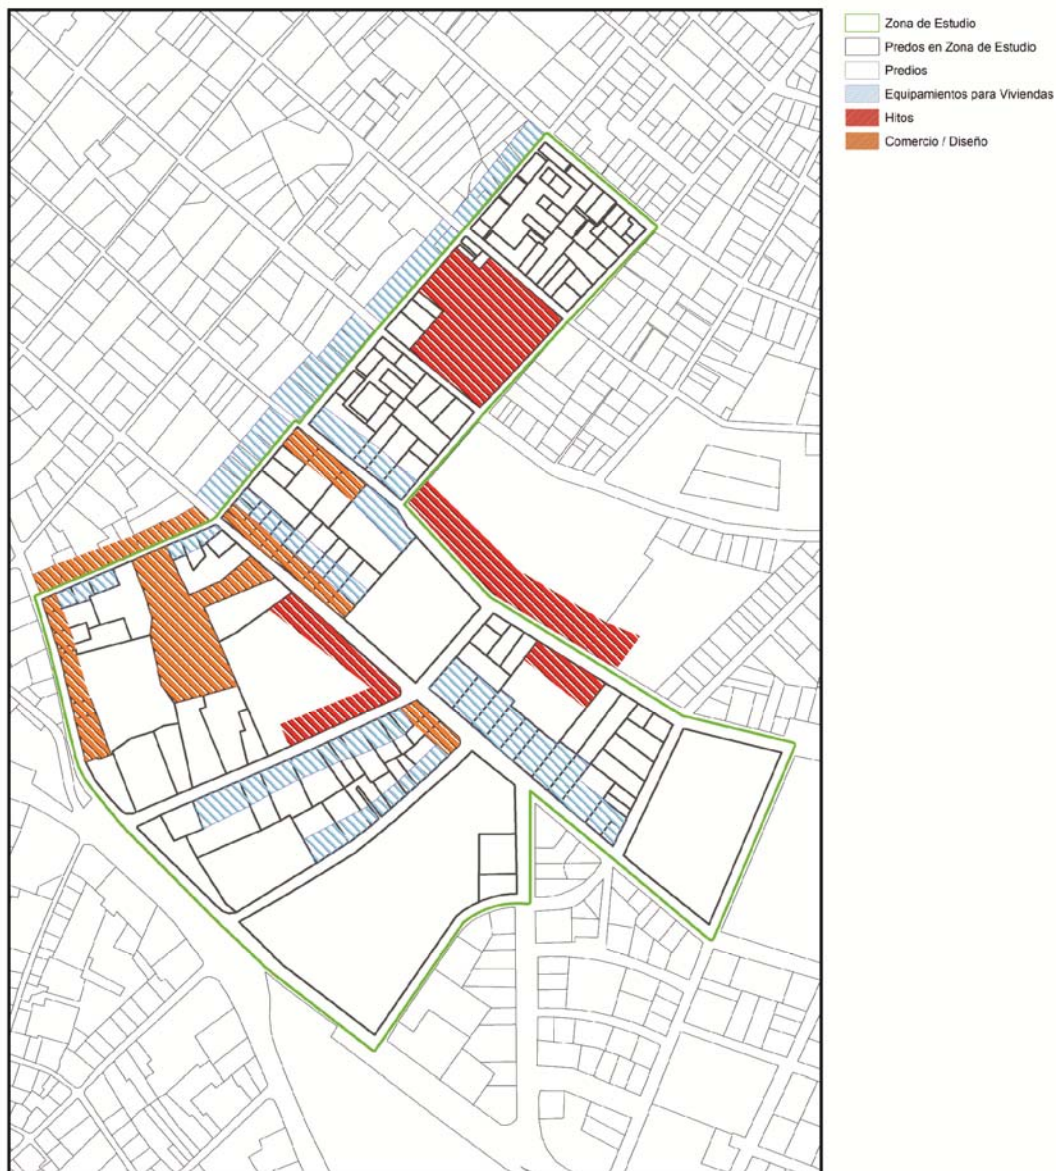 Zona de Estudio
Predos en Zona de Estudio
Predios
Equipamientos para Viviendas
Hitos
Comercio / Diseño